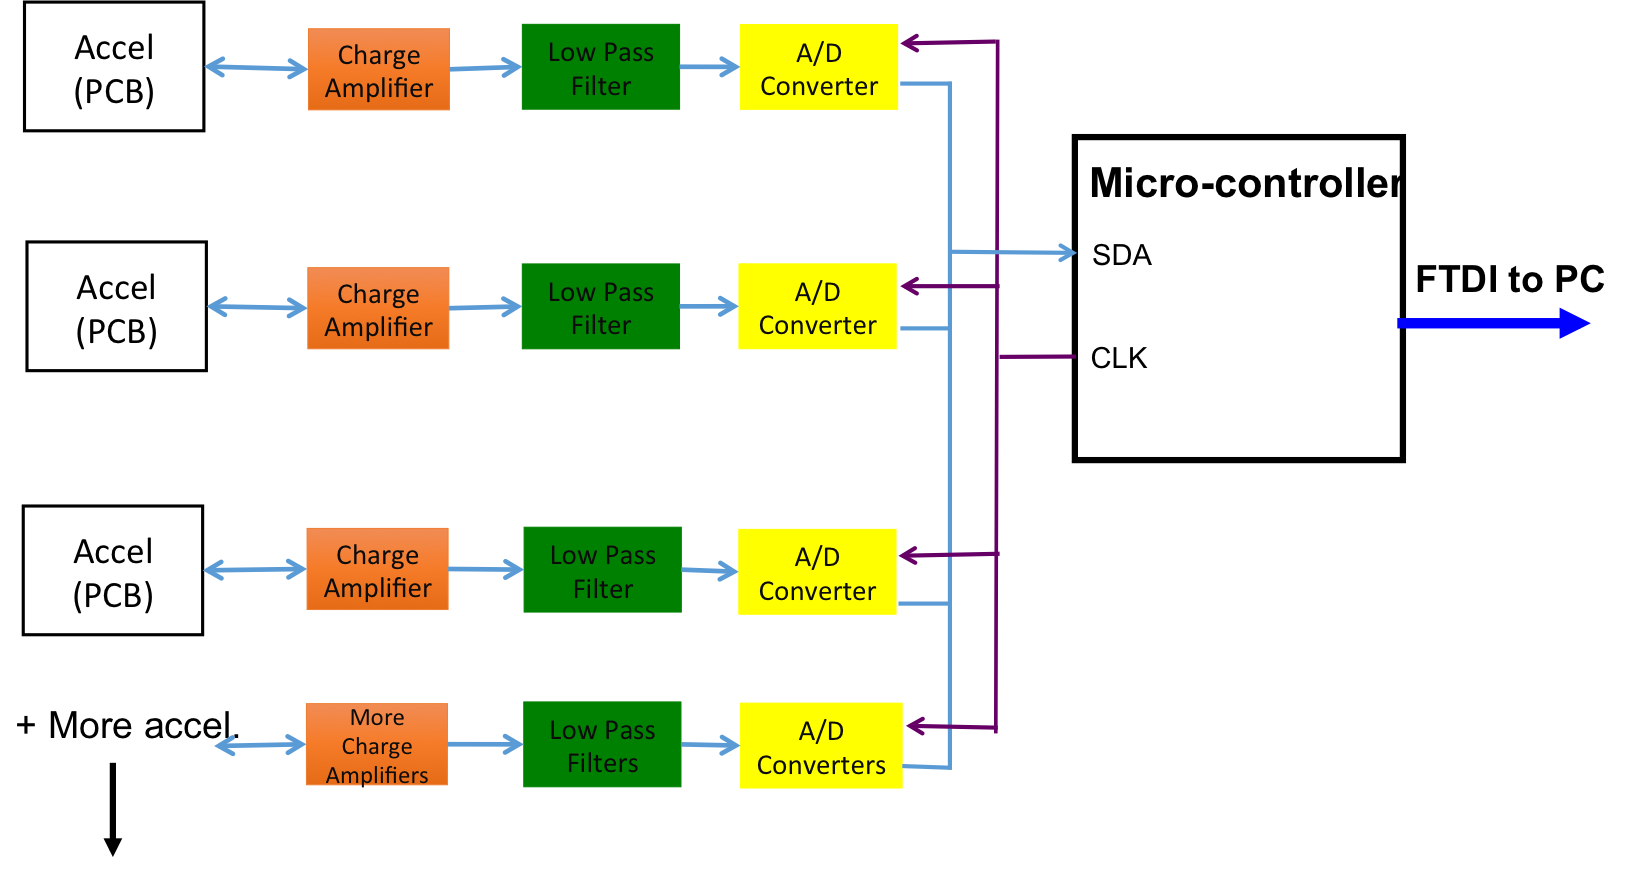 Accel
(PCB)
Charge
Amplifier
Low Pass
Filter
A/D
Converter
Micro-controller
SDA
CLK
FTDI to PC
Accel
(PCB)
Charge
Amplifier
Low Pass
Filter
A/D
Converter
Accel
(PCB)
Charge
Amplifier
Low Pass
Filter
A/D
Converter
+ More accel.
More
Charge
Amplifiers
Low Pass
Filters
A/D
Converters